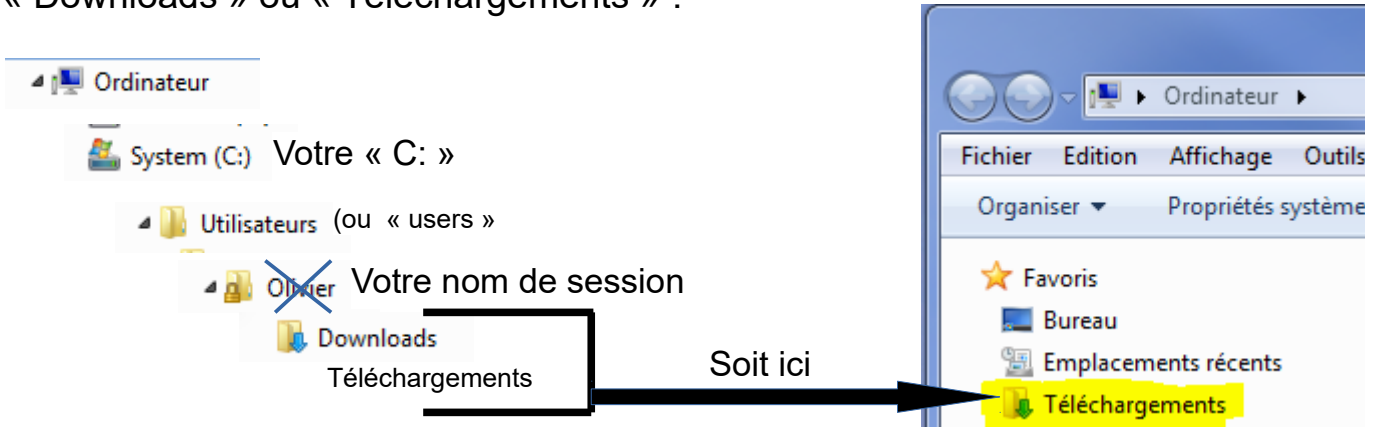 « Downloads » ou « Téléchargements » :
Ordinateur
System (C:) Votre « C: »
Utilisateurs (ou « users »
Olivier Votre nom de session
Downloads
Téléchargements
Soit ici
Ordinateur
Fichier Edition Affichage Outils
Organiser Propriétés système
Favoris
Bureau
Emplacements récents
Téléchargements